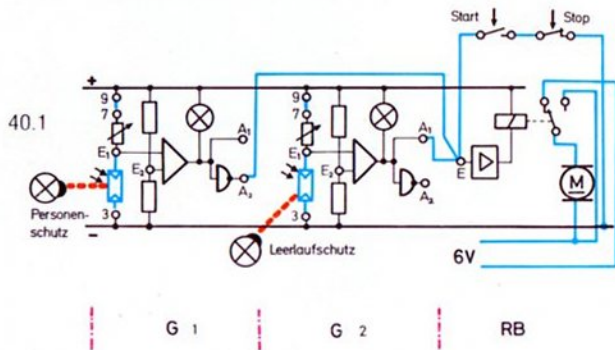 Start Stop
+
40.1
9
7
E₁
E₂
A₁
A₂
3
Personen-
schutz
−
9
7
E₁
E₂
A₁
A₂
3
Leerlaufschutz
E
M
6V
G 1
G 2
RB